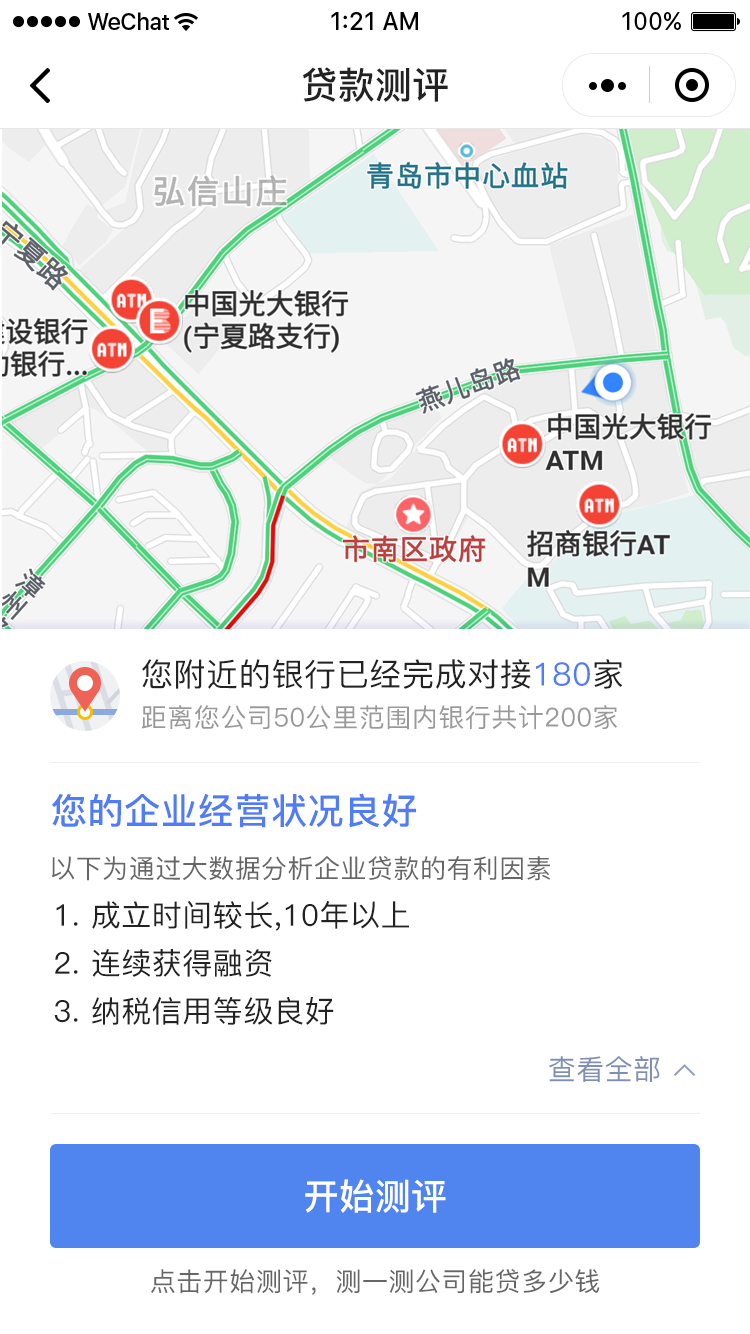 WeChat 1:21 AM 100%
贷款测评
青岛市中心血站
弘信山庄
宁夏路
ATM
中国光大银行
(宁夏路支行)
设银行
ATM
银行...
燕儿岛路
中国光大银行
ATM
ATM
ATM
市南区政府
招商银行AT
M
漳州
您附近的银行已经完成对接180家
距离您公司50公里范围内银行共计200家
您的企业经营状况良好
以下为通过大数据分析企业贷款的有利因素
1. 成立时间较长,10年以上
2. 连续获得融资
3. 纳税信用等级良好
查看全部
开始测评
点击开始测评，测一测公司能贷多少钱